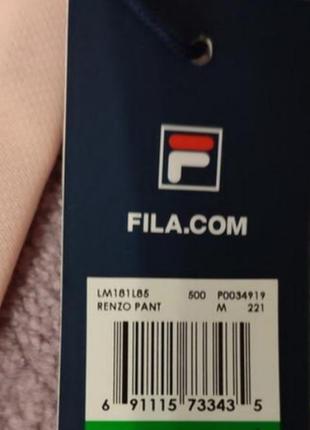 F
FILA.COM
LM181L85 500 P0034919
RENZO PANT M 221
6 91115 73343 5